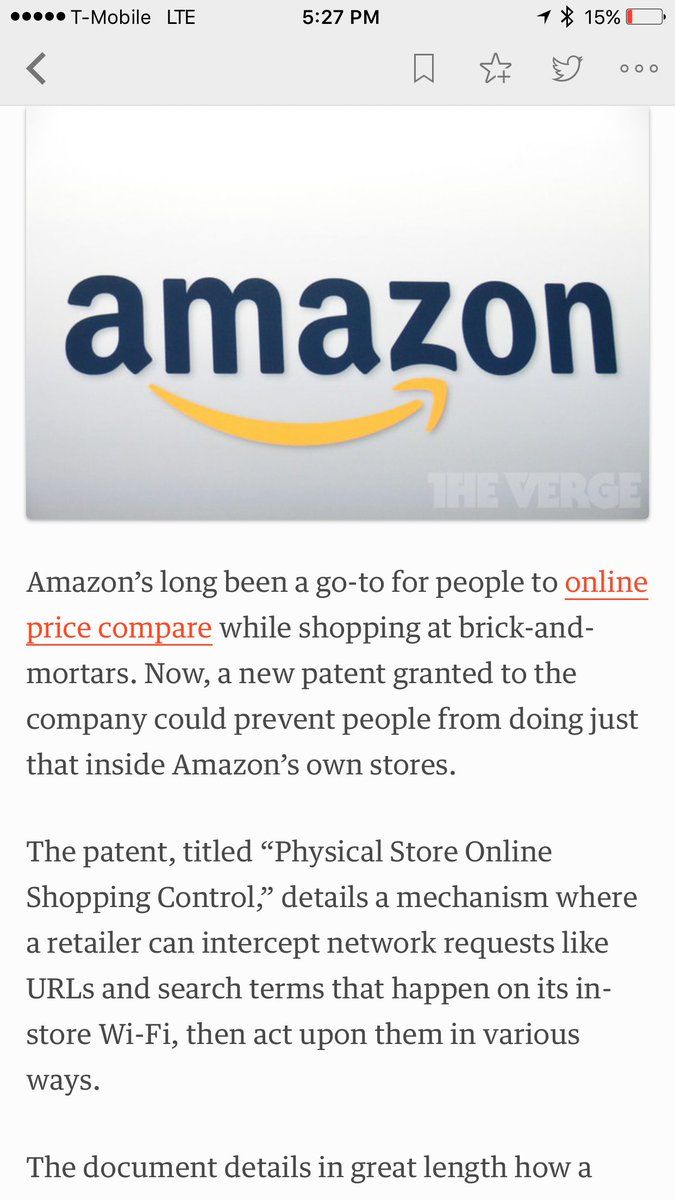 T-Mobile LTE 5:27 PM 15%
amazon
THE VERGE
Amazon’s long been a go-to for people to online
price compare while shopping at brick-and-
mortars. Now, a new patent granted to the
company could prevent people from doing just
that inside Amazon’s own stores.
The patent, titled “Physical Store Online
Shopping Control,” details a mechanism where
a retailer can intercept network requests like
URLs and search terms that happen on its in-
store Wi-Fi, then act upon them in various
ways.
The document details in great length how a